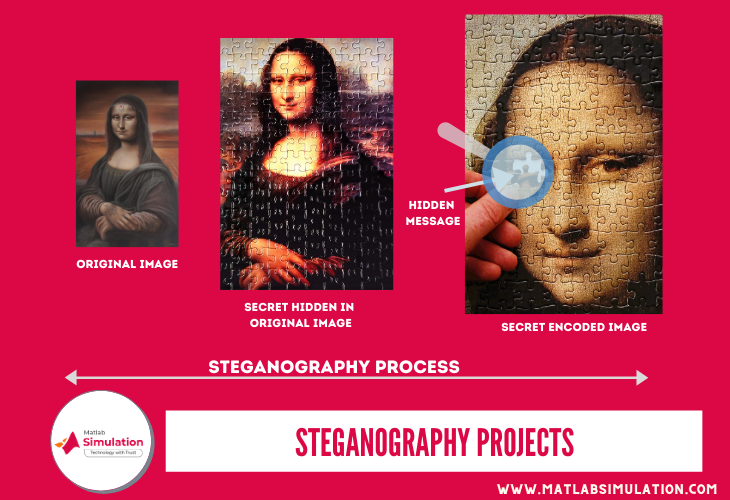 ORIGINAL IMAGE
SECRET HIDDEN IN
ORIGINAL IMAGE
HIDDEN
MESSAGE
SECRET ENCODED IMAGE
STEGANOGRAPHY PROCESS
Matlab
Simulation
Technology with Trust
STEGANOGRAPHY PROJECTS
WWW.MATLABSIMULATION.COM